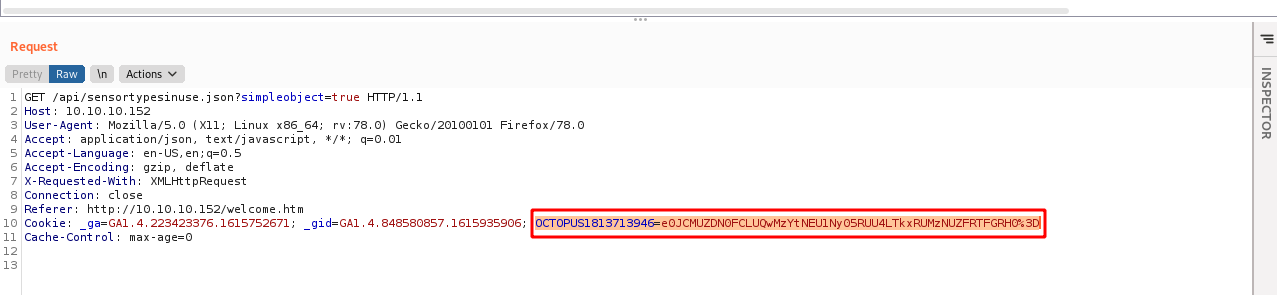 Request
Pretty Raw \n Actions
1 GET /api/sensortypesinuse.json?simpleobject=true HTTP/1.1
2 Host: 10.10.10.152
3 User-Agent: Mozilla/5.0 (X11; Linux x86_64; rv:78.0) Gecko/20100101 Firefox/78.0
4 Accept: application/json, text/javascript, */*; q=0.01
5 Accept-Language: en-US,en;q=0.5
6 Accept-Encoding: gzip, deflate
7 X-Requested-With: XMLHttpRequest
8 Connection: close
9 Referer: http://10.10.10.152/welcome.htm
10 Cookie: _ga=GA1.4.223423376.1615752671; _gid=GA1.4.848580857.1615935906; OCTOPUS1813713946=e0JCMUZDN0FCLUQwMzYtNEU1Ny05RUU4LTkxRUMzNUZFRTFGRH0%3D
11 Cache-Control: max-age=0
12
13
INSPECTOR